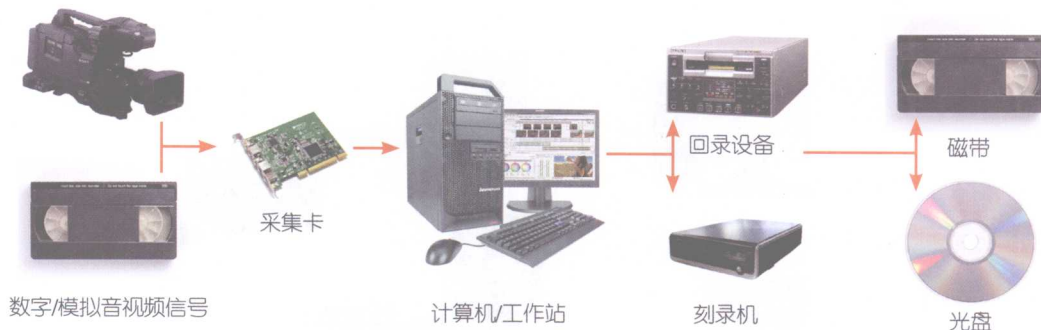 数字/模拟音视频信号
采集卡
计算机/工作站
回录设备
刻录机
磁带
光盘